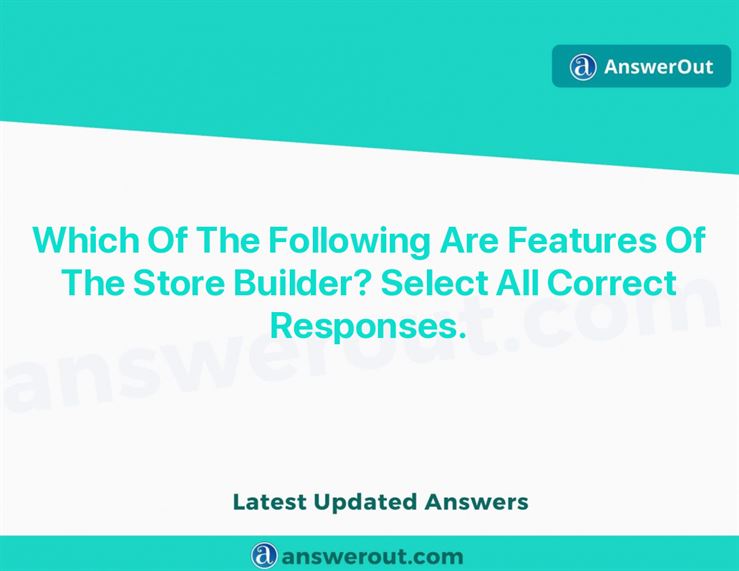 AnswerOut
Which Of The Following Are Features Of
The Store Builder? Select All Correct
Responses.
answerout.com
Latest Updated Answers
answerout.com